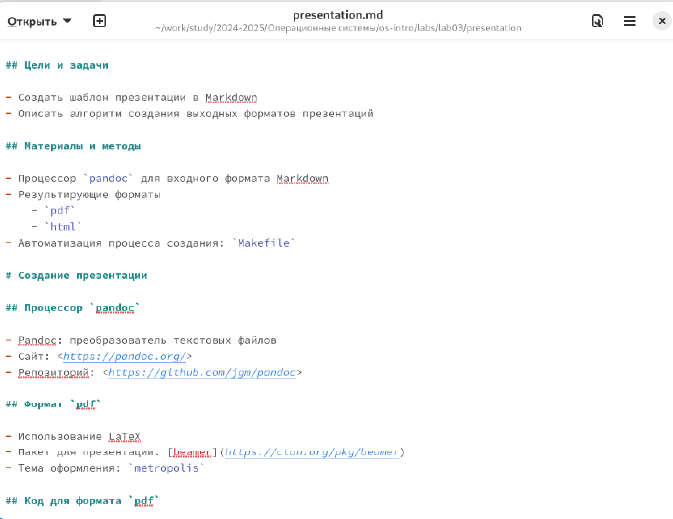 Открыть
presentation.md
~/work/study/2024-2025/Операционные системы/os-intro/labs/lab03/presentation
## Цели и задачи
- Создать шаблон презентации в Markdown
- Описать алгоритм создания выходных форматов презентаций
## Материалы и методы
- Процессор `pandoc` для входного формата Markdown
- Результирующие форматы
- `pdf`
- `html`
- Автоматизация процесса создания: `Makefile`
# Создание презентации
## Процессор `pandoc`
- Pandoc: преобразователь текстовых файлов
- Сайт: <https://pandoc.org/>
- Репозиторий: <https://github.com/jgm/pandoc>
## Формат `pdf`
- Использование LaTeX
- Пакет для презентации: [beamer](https://ctan.org/pkg/beamer)
- Тема оформления: `metropolis`
## Код для формата `pdf`